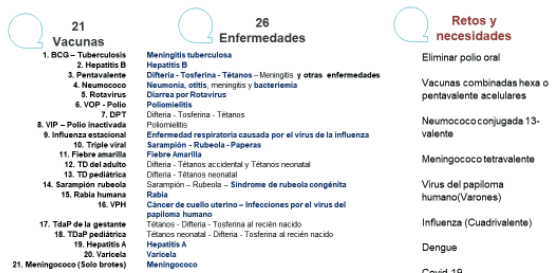 21
Vacunas
26
Enfermedades
Retos y
necesidades
1. BCG – Tuberculosis Meningitis tuberculosa
2. Hepatitis B Hepatitis B
3. Pentavalente Difteria - Tosferina - Tétanos – Meningitis y otras enfermedades
4. Neumococo Neumonia, otitis, meningitis y bacteriemia
5. Rotavirus Diarrea por Rotavirus
6. VOP - Polio Poliomielitis
7. DPT Difteria - Tosferina - Tétanos
8. VIP – Polio inactivada Poliomielitis
9. Influenza estacional Enfermedad respiratoria causada por el virus de la influenza
10. Triple viral Sarampión - Rubeola - Paperas
11. Fiebre amarilla Fiebre Amarilla
12. TD del adulto Difteria - Tétanos accidental y Tétanos neonatal
13. TD pediátrica Difteria - Tétanos neonatal
14. Sarampión rubeola Sarampión – Rubeola – Síndrome de rubeola congénita
15. Rabia humana Rabia
16. VPH Cáncer de cuello uterino – Infecciones por el virus del
papiloma humano
17. TdaP de la gestante Tétanos - Difteria - Tosferina al recién nacido
18. TDaP pediátrica Tétanos neonatal - Difteria - Tosferina al recién nacido
19. Hepatitis A Hepatitis A
20. Varicela Varicela
21. Meningococo (Solo brotes) Meningococo
Eliminar polio oral
Vacunas combinadas hexa o
pentavalente acelulares
Neumococo conjugada 13-
valente
Meningococo tetravalente
Virus del papiloma
humano(Varones)
Influenza (Cuadrivalente)
Dengue
Covid-19